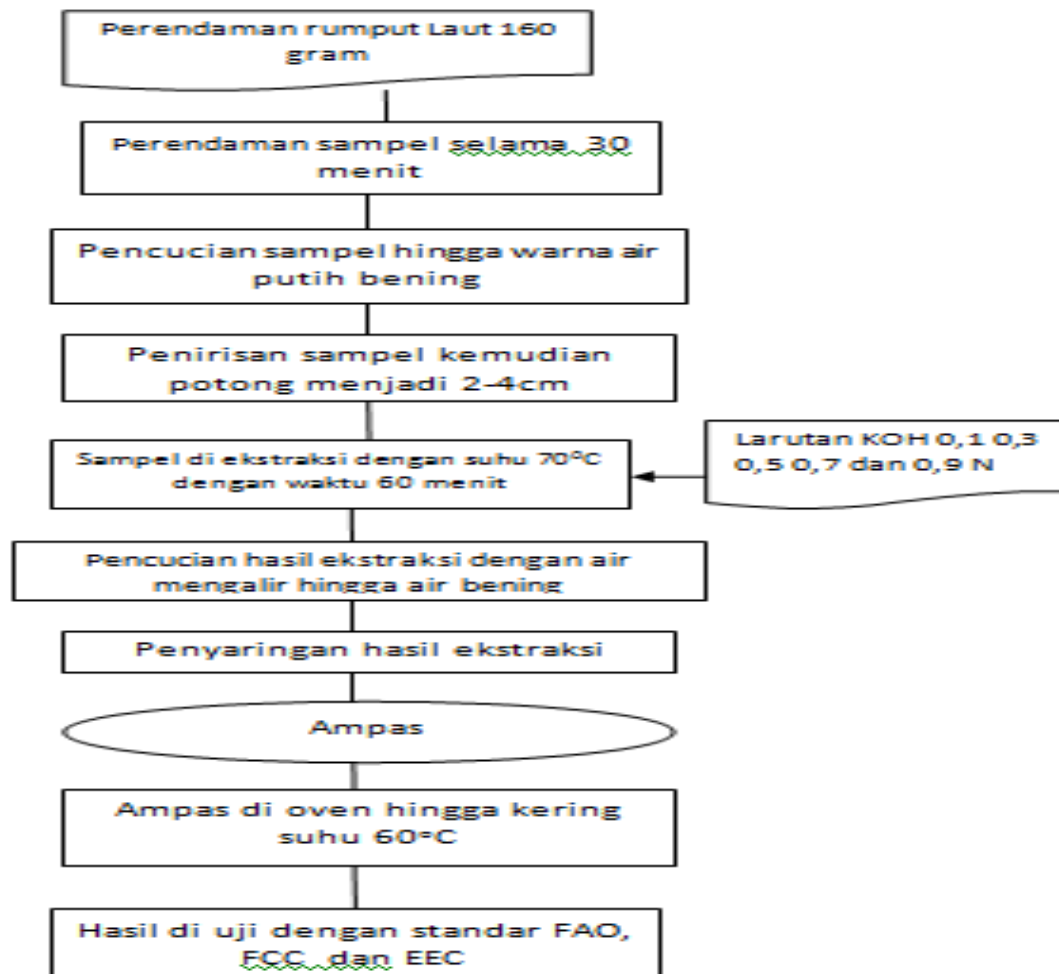 Perendaman rumput Laut 160
gram
Perendaman sampel selama 30
menit
Pencucian sampel hingga warna air
putih bening
Penirisan sampel kemudian
potong menjadi 2-4cm
Sampel di ekstraksi dengan suhu 70°C
dengan waktu 60 menit
Larutan KOH 0,1 0,3
0,5 0,7 dan 0,9 N
Pencucian hasil ekstraksi dengan air
mengalir hingga air bening
Penyaringan hasil ekstraksi
Ampas
Ampas di oven hingga kering
suhu 60°C
Hasil di uji dengan standar FAO,
FCC dan EEC